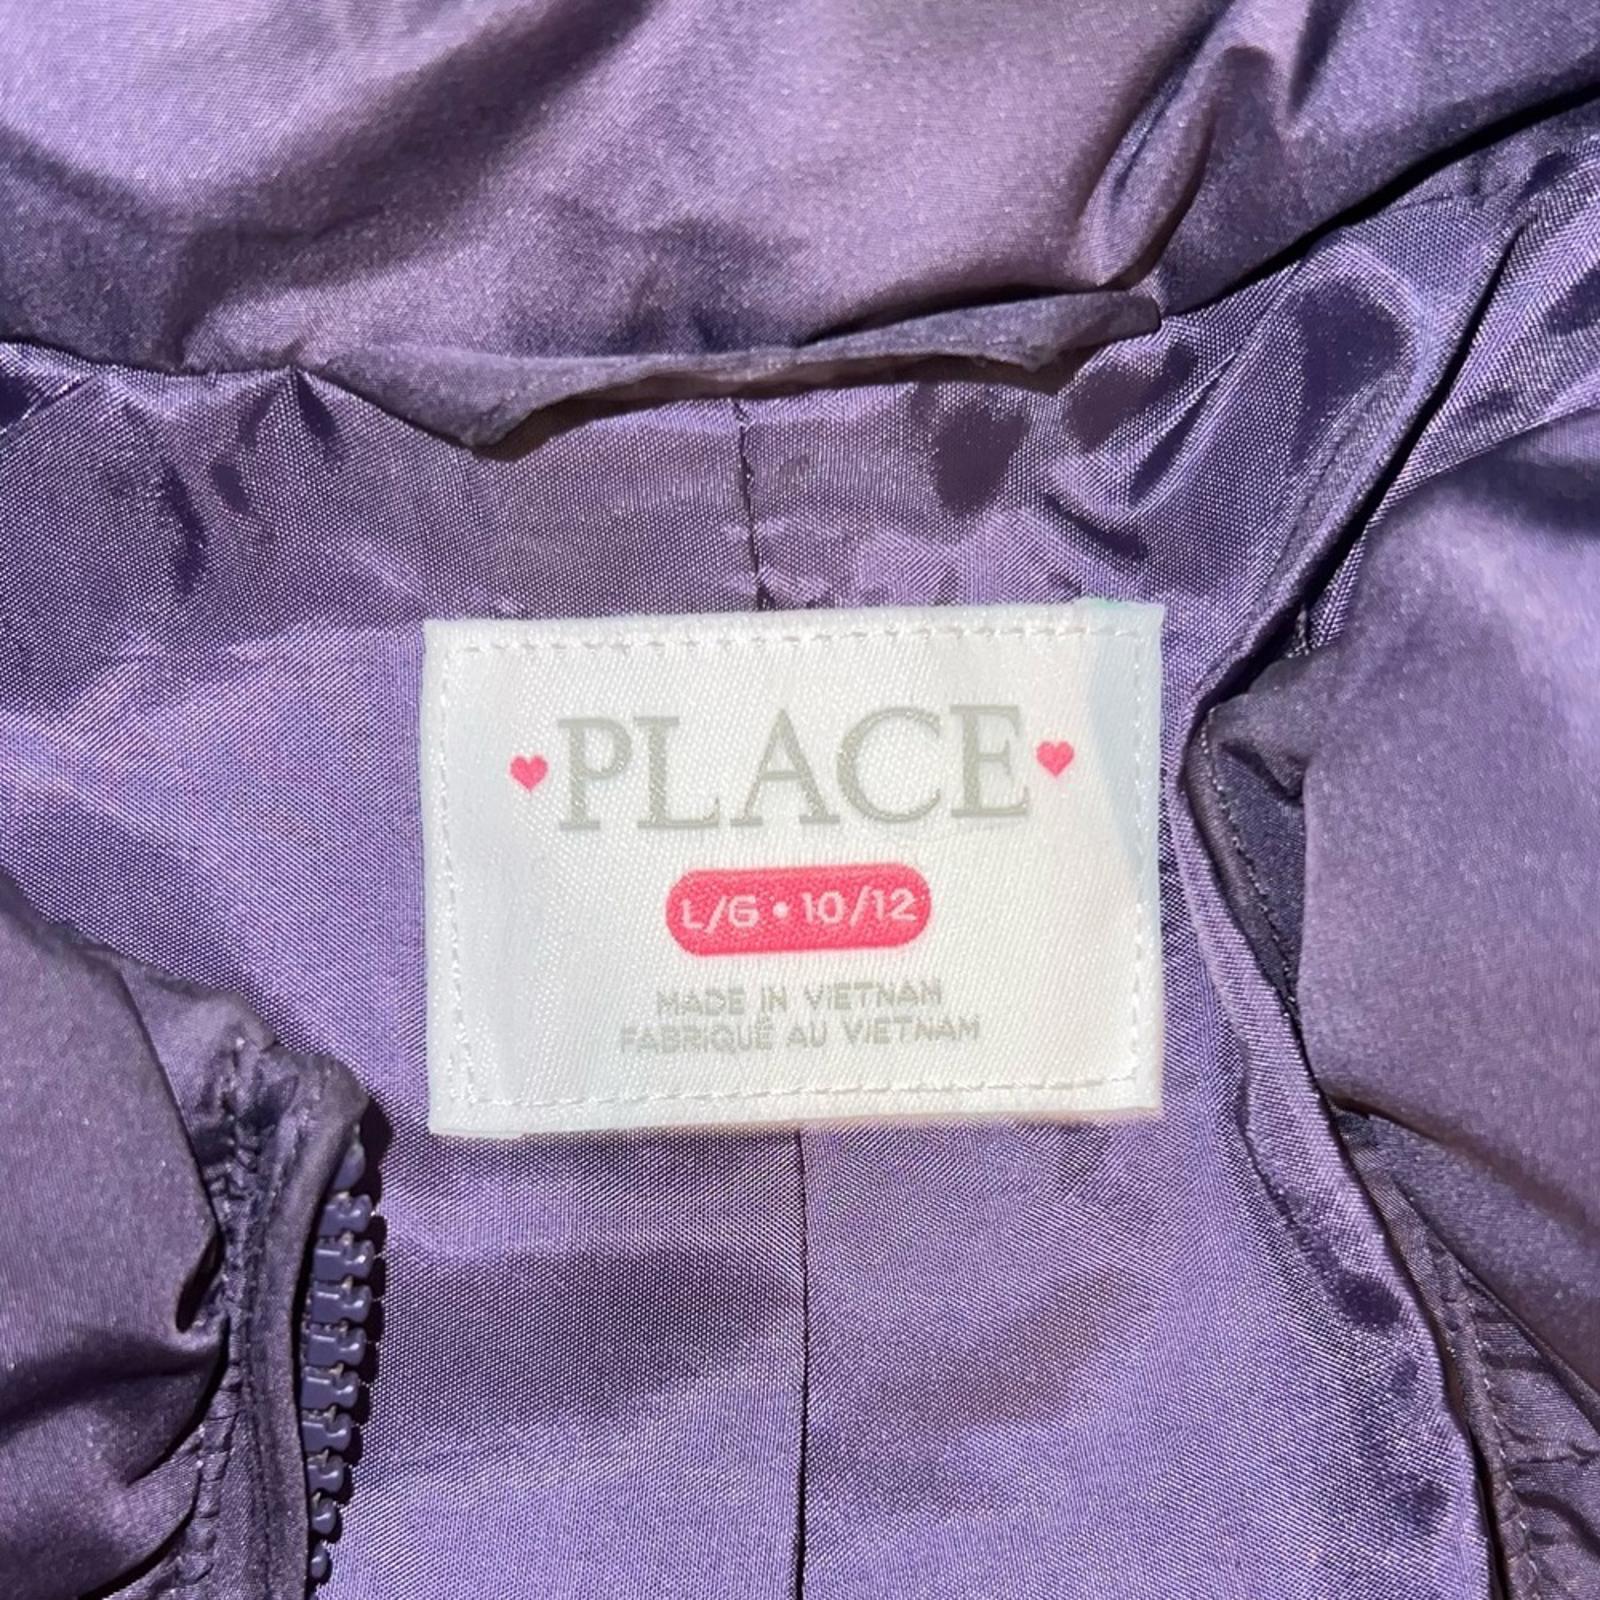 PLACE
L/G • 10/12
MADE IN VIETNAM
FABRIQUÉ AU VIETNAM